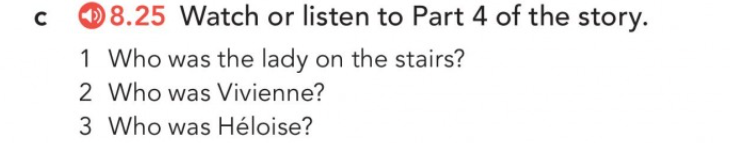 c 8.25 Watch or listen to Part 4 of the story.
1 Who was the lady on the stairs?
2 Who was Vivienne?
3 Who was Héloise?